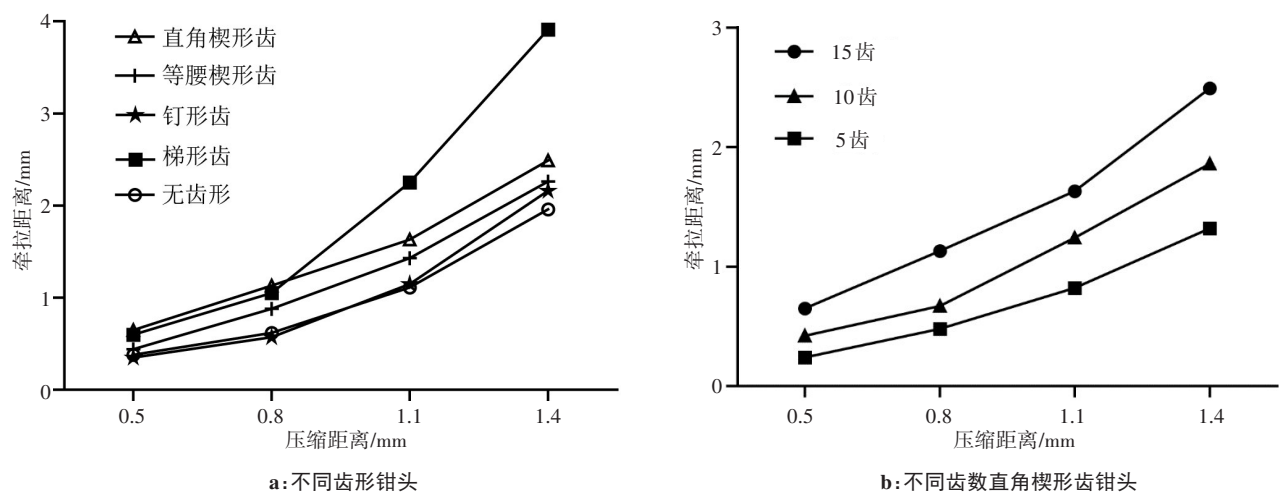 4
3
2
1
0
牵拉距离/mm
直角楔形齿
等腰楔形齿
钉形齿
梯形齿
无齿形
0.5 0.8 1.1 1.4
压缩距离/mm
a:不同齿形钳头
3
2
1
0
牵拉距离/mm
15齿
10齿
5齿
0.5 0.8 1.1 1.4
压缩距离/mm
b:不同齿数直角楔形齿钳头